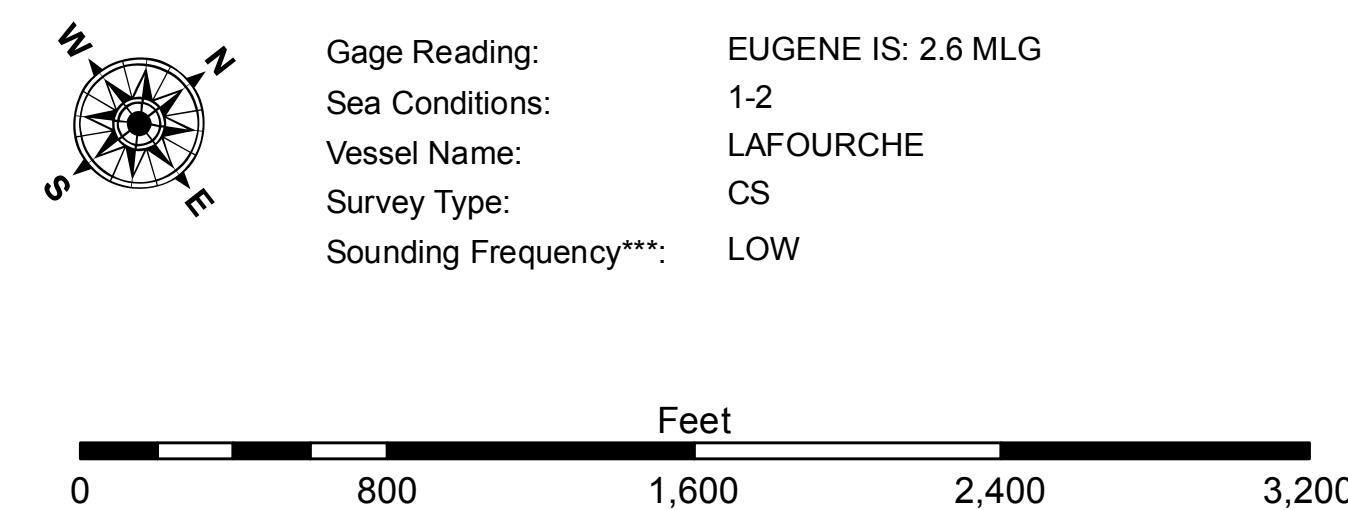 W
N
S
E
Gage Reading: EUGENE IS: 2.6 MLG
Sea Conditions: 1-2
Vessel Name: LAFOURCHE
Survey Type: CS
Sounding Frequency***: LOW
Feet
0 800 1,600 2,400 3,200